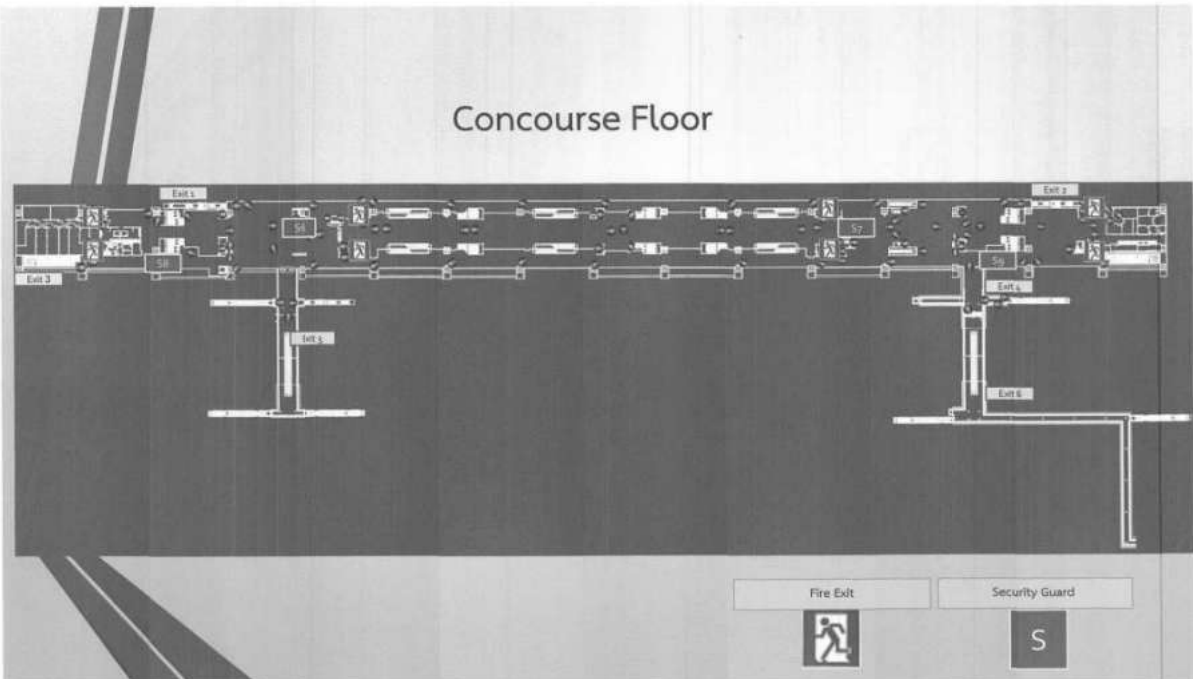 Concourse Floor
Exit 1
Exit 2
S6
S7
S8
S9
Exit 3
Exit 4
Exit 5
Exit 6
Fire Exit
Security Guard
S